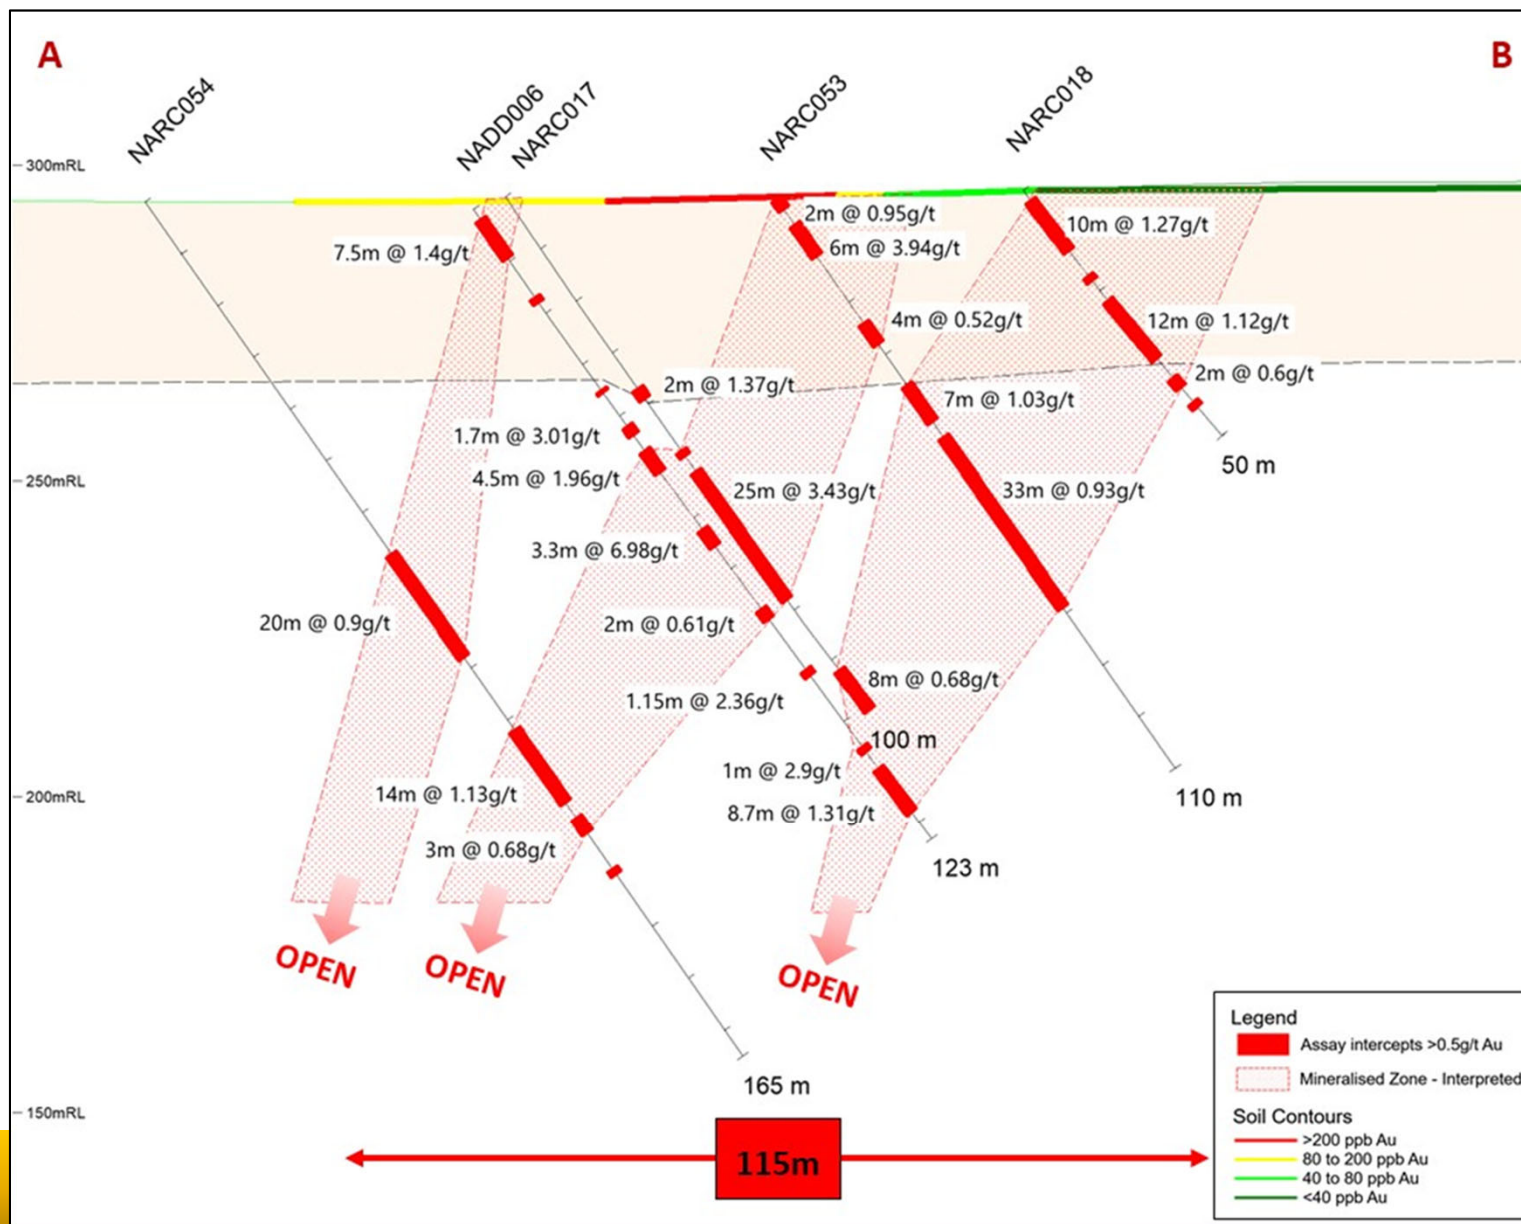 A
B
NARC054
NADD006
NARC017
NARC053
NARC018
300mRL
2m @ 0.95g/t
10m @ 1.27g/t
7.5m @ 1.4g/t
6m @ 3.94g/t
4m @ 0.52g/t
12m @ 1.12g/t
2m @ 0.6g/t
2m @ 1.37g/t
7m @ 1.03g/t
1.7m @ 3.01g/t
50 m
4.5m @ 1.96g/t
250mRL
25m @ 3.43g/t
33m @ 0.93g/t
3.3m @ 6.98g/t
20m @ 0.9g/t
2m @ 0.61g/t
8m @ 0.68g/t
1.15m @ 2.36g/t
100 m
1m @ 2.9g/t
14m @ 1.13g/t
200mRL
110 m
8.7m @ 1.31g/t
3m @ 0.68g/t
123 m
OPEN
OPEN
OPEN
165 m
150mRL
115m
Legend
Assay intercepts >0.5g/t Au
Mineralised Zone - Interpreted
Soil Contours
>200 ppb Au
80 to 200 ppb Au
40 to 80 ppb Au
<40 ppb Au